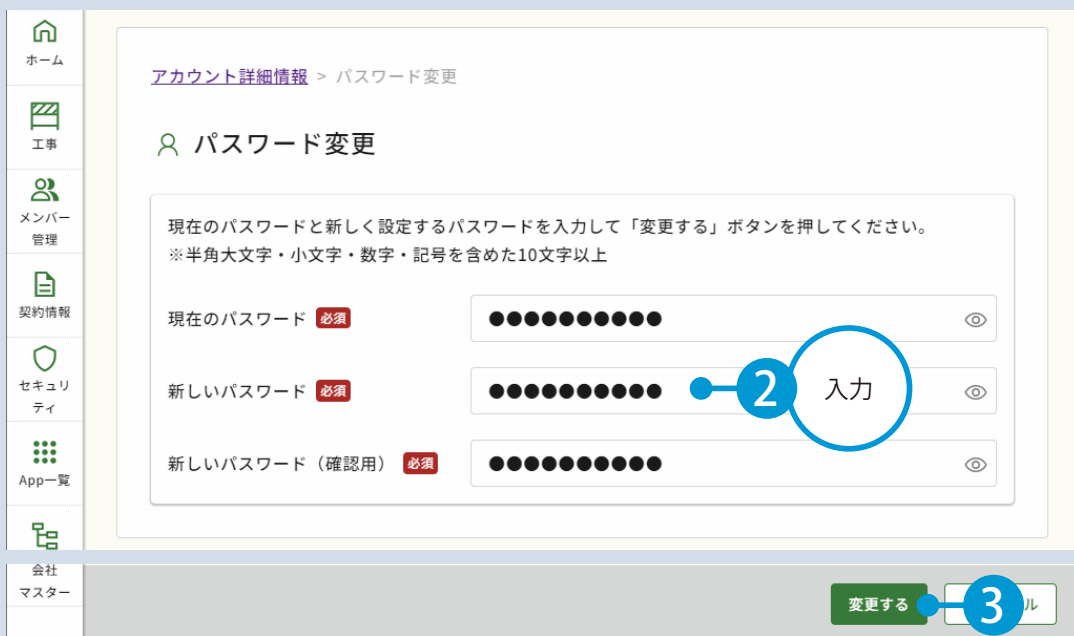 ホーム
工事
メンバー
管理
契約情報
セキュリ
ティ
App一覧
会社
マスター
アカウント詳細情報 > パスワード変更
パスワード変更
現在のパスワードと新しく設定するパスワードを入力して「変更する」ボタンを押してください。
※半角大文字・小文字・数字・記号を含めた10文字以上
現在のパスワード 必須 ●●●●●●●●●●
新しいパスワード 必須 ●●●●●●●●●● 2 入力
新しいパスワード（確認用） 必須 ●●●●●●●●●●
変更する 3 ル